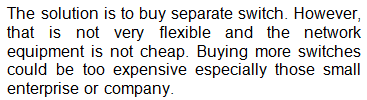 The solution is to buy separate switch. However,
that is not very flexible and the network
equipment is not cheap. Buying more switches
could be too expensive especially those small
enterprise or company.